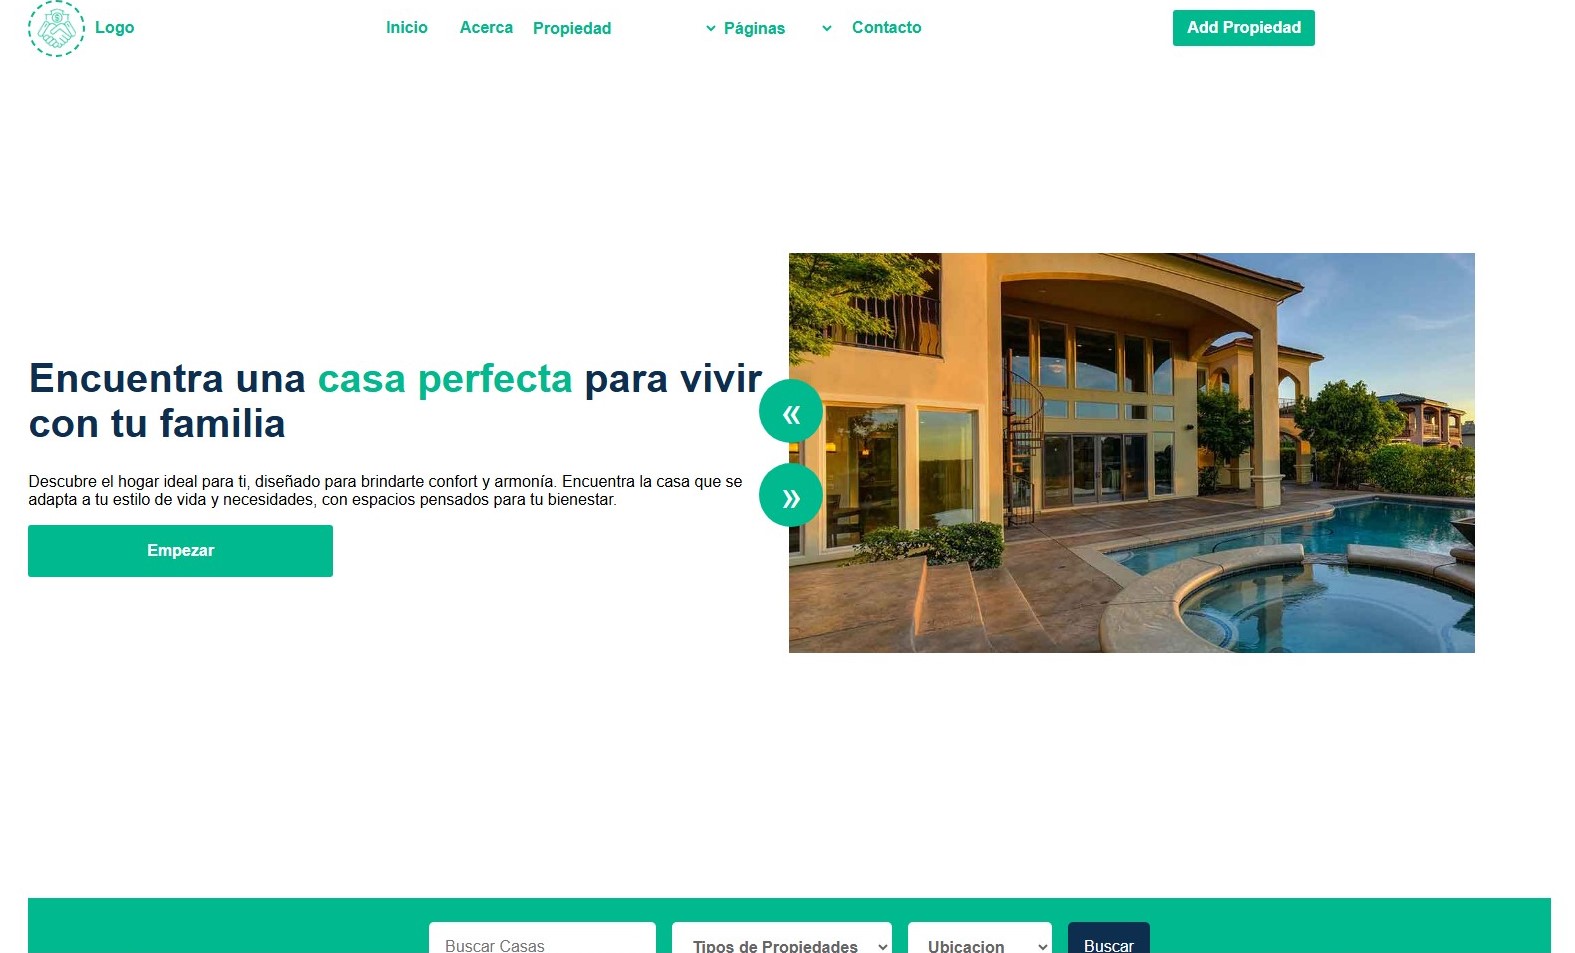 Logo
Inicio
Acerca
Propiedad
Páginas
Contacto
Add Propiedad
Encuentra una casa perfecta para vivir
con tu familia
Descubre el hogar ideal para ti, diseñado para brindarte confort y armonía. Encuentra la casa que se
adapta a tu estilo de vida y necesidades, con espacios pensados para tu bienestar.
Empezar
«
»
Buscar Casas
Tipos de Propiedades
Ubicacion
Buscar